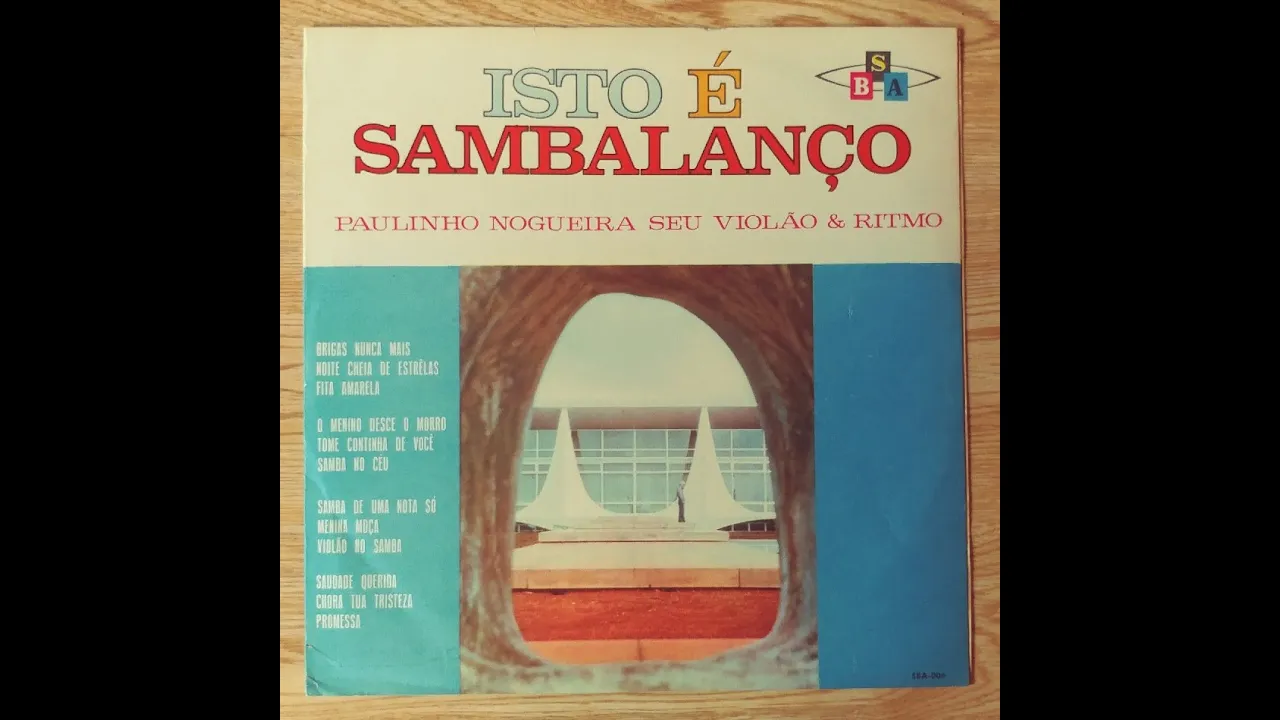 ISTO É
SAMBALANÇO
S
B A
PAULINHO NOGUEIRA SEU VIOLÃO & RITMO
BRIGAS NUNCA MAIS
NOITE CHEIA DE ESTRÊLAS
FITA AMARELA
O MENINO DESCE O MORRO
TOME CONTINHA DE VOCÊ
SAMBA NO CÉU
SAMBA DE UMA NOTA SÓ
MENINA MOÇA
VIOLÃO NO SAMBA
SAUDADE QUERIDA
CHORA TUA TRISTEZA
PROMESSA